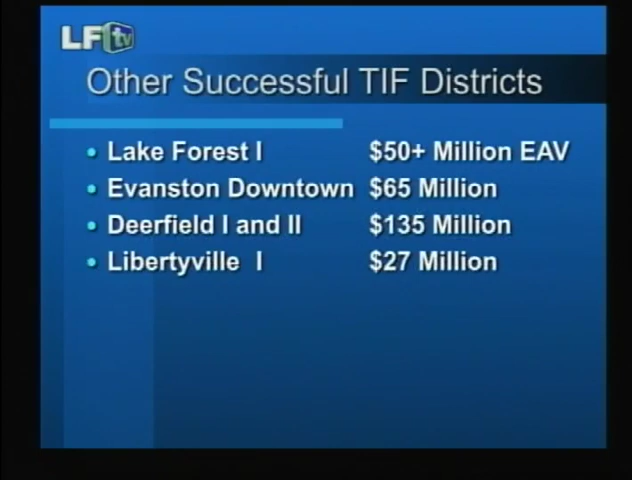 LFtv
Other Successful TIF Districts
• Lake Forest I $50+ Million EAV
• Evanston Downtown $65 Million
• Deerfield I and II $135 Million
• Libertyville I $27 Million